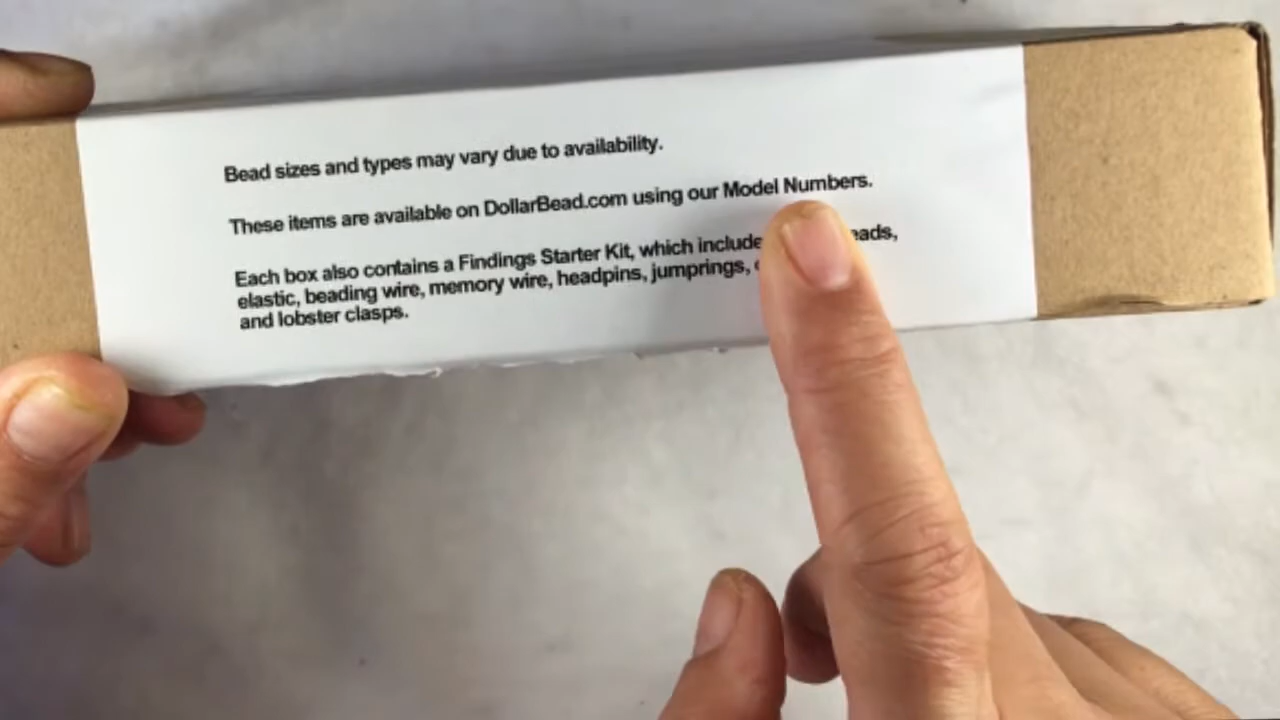 Bead sizes and types may vary due to availability.
These items are available on DollarBead.com using our Model Numbers.
Each box also contains a Findings Starter Kit, which include
elastic, beading wire, memory wire, headpins, jumprings,
and lobster clasps.